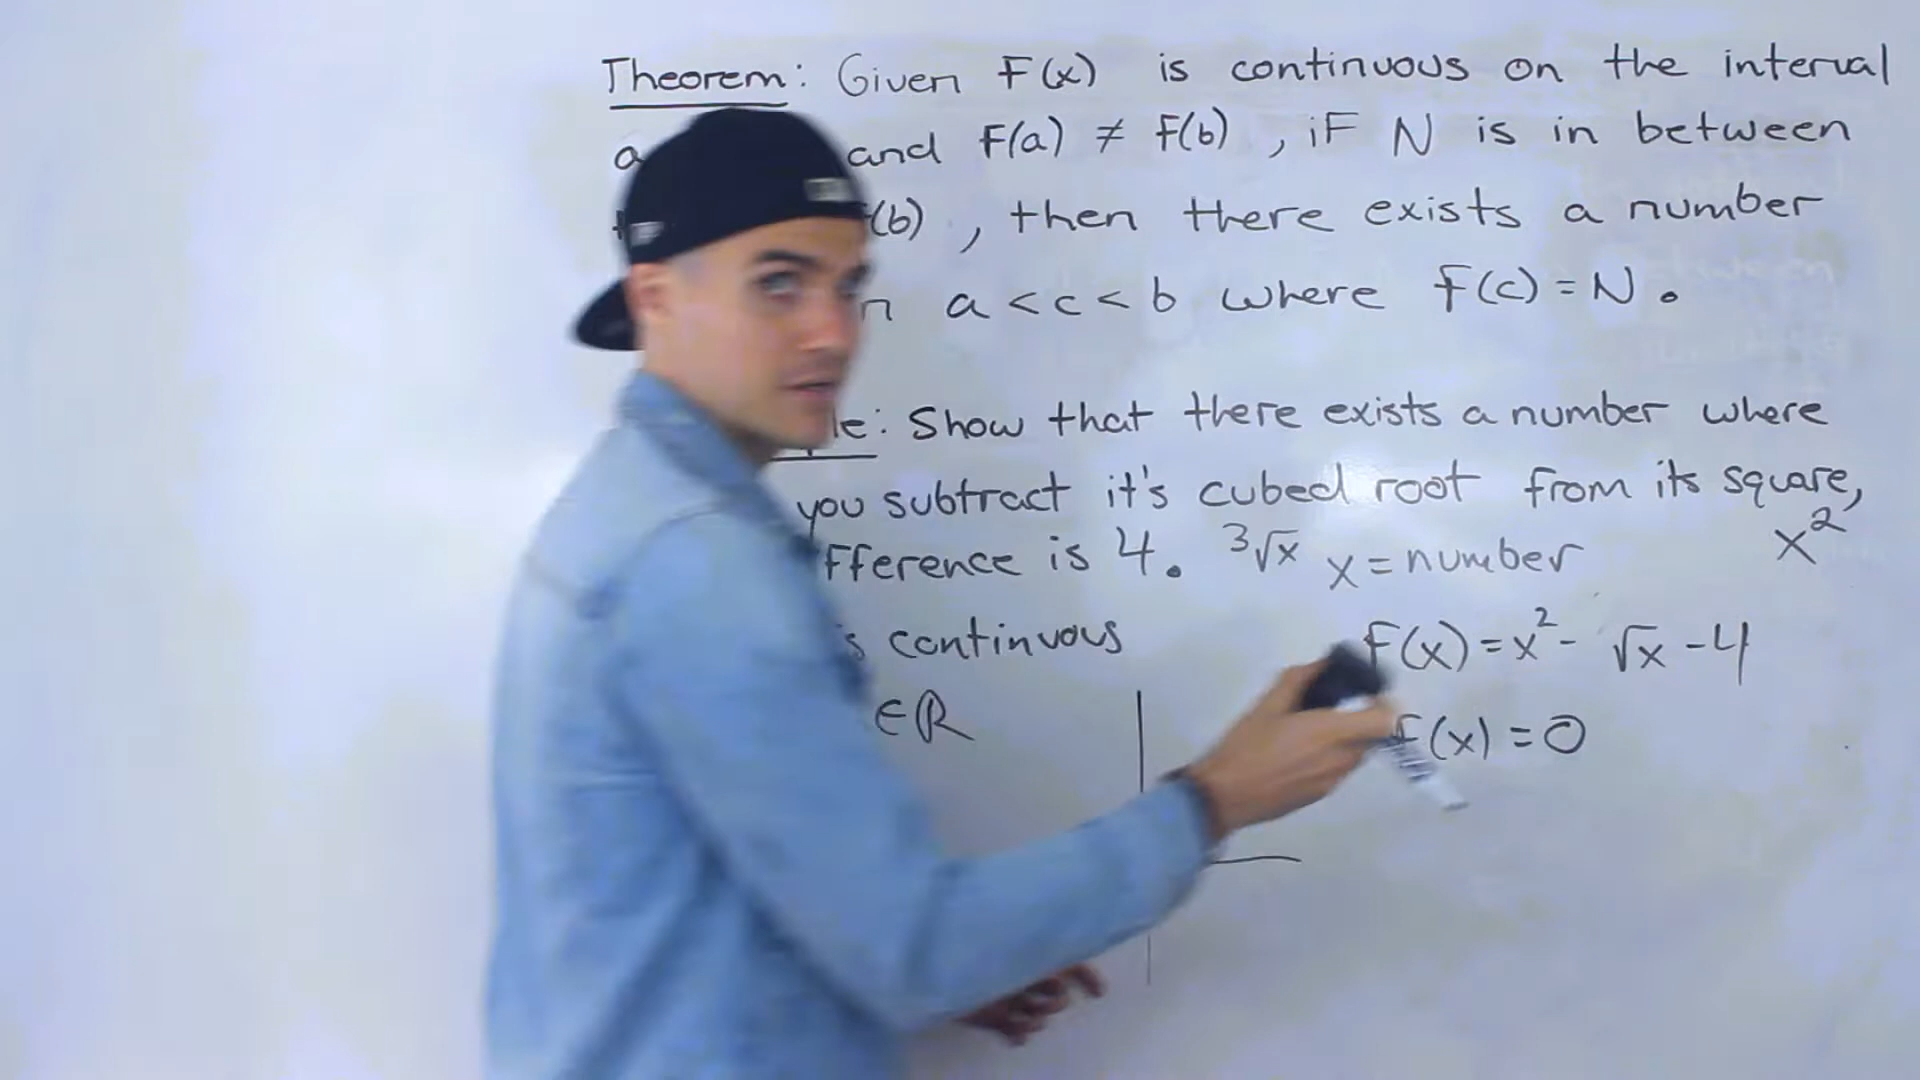 Theorem: Given F(x) is continuous on the interval
a and F(a) ≠ F(b), iF N is in between
(b), then there exists a number
n a < c < b where F(c) = N.
le: Show that there exists a number where
you subtract it's cubed root from its square,
fference is 4. ³√x x = number x²
s continuous F(x) = x² - √x - 4
∈ℝ F(x) = 0